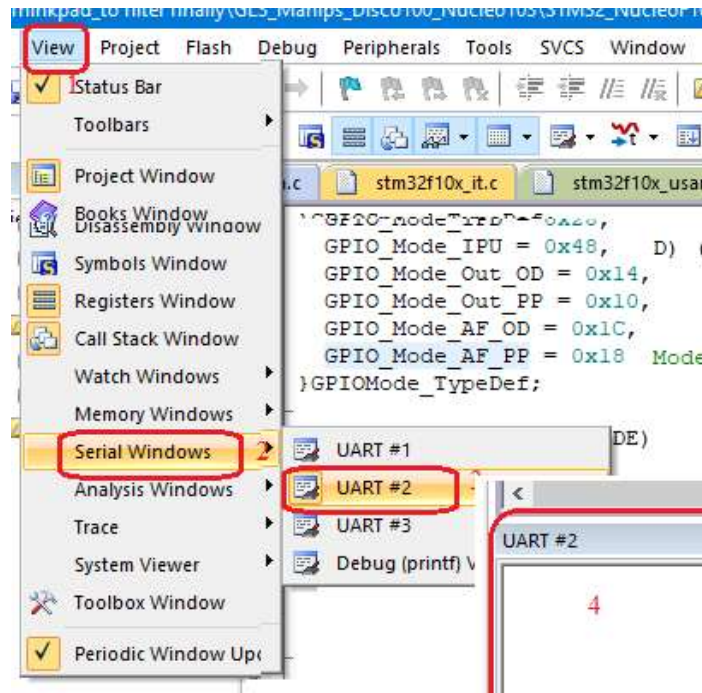 View Project Flash Debug Peripherals Tools SVCS Window
1
Status Bar
Toolbars
Project Window
Books Window
Disassembly Window
Symbols Window
Registers Window
Call Stack Window
Watch Windows
Memory Windows
Serial Windows 2
Analysis Windows
Trace
System Viewer
Toolbox Window
Periodic Window
UART #1
UART #2
UART #3
Debug (printf)
.c stm32f10x_it.c stm32f10x_usar
GPIO_Mode_IPU = 0x48, D) (
GPIO_Mode_Out_OD = 0x14,
GPIO_Mode_Out_PP = 0x10,
GPIO_Mode_AF_OD = 0x1C,
GPIO_Mode_AF_PP = 0x18 Mode
}GPIOMode_TypeDef;
DE)
UART #2
4